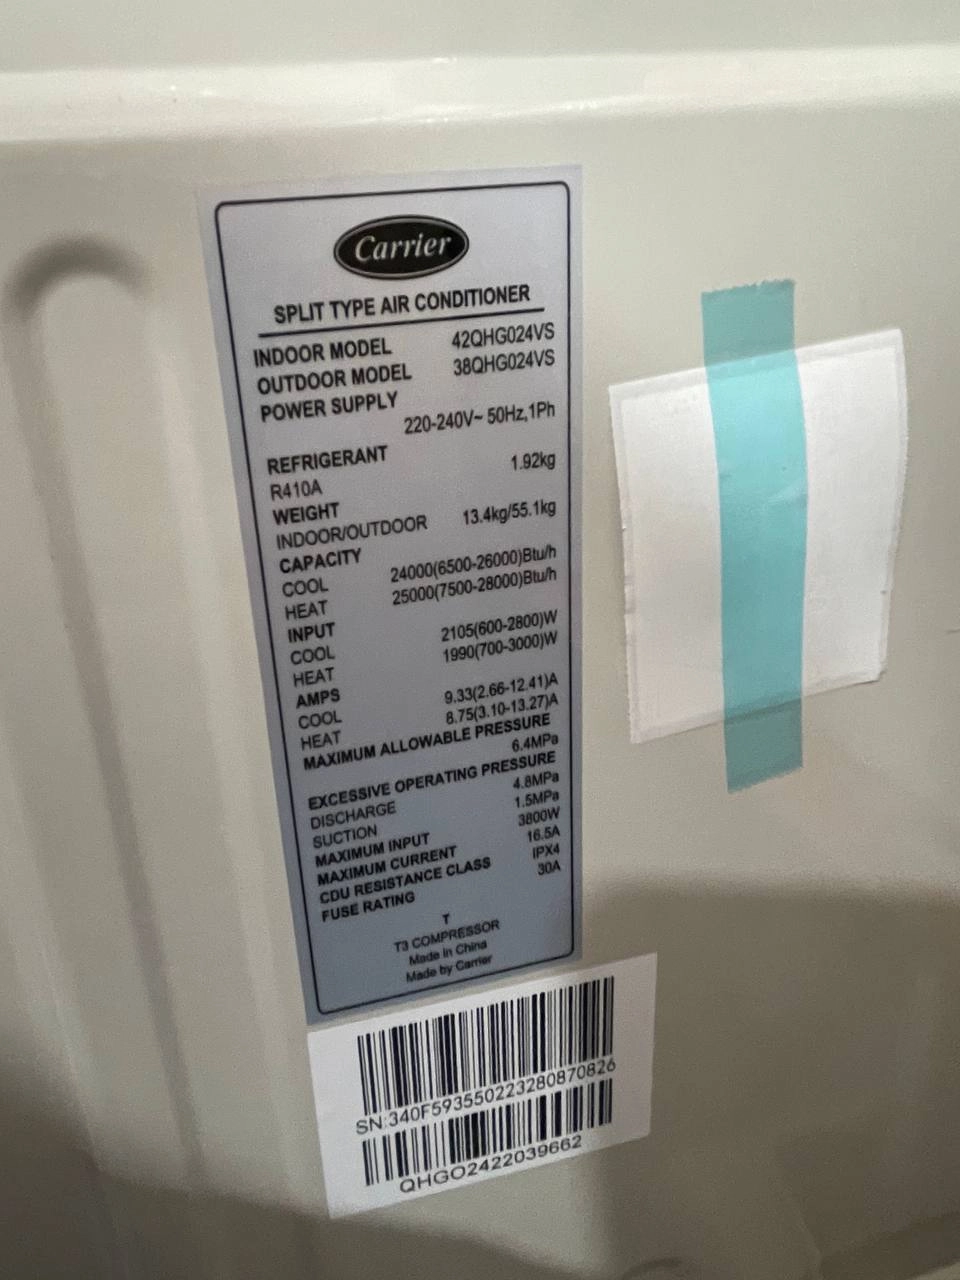 Carrier
SPLIT TYPE AIR CONDITIONER
INDOOR MODEL 42QHG024VS
OUTDOOR MODEL 38QHG024VS
POWER SUPPLY
220-240V~ 50Hz,1Ph
REFRIGERANT
R410A 1.92kg
WEIGHT
INDOOR/OUTDOOR 13.4kg/55.1kg
CAPACITY
COOL 24000(6500-26000)Btu/h
HEAT 25000(7500-28000)Btu/h
INPUT
COOL 2105(600-2800)W
HEAT 1990(700-3000)W
AMPS
COOL 9.33(2.66-12.41)A
HEAT 8.75(3.10-13.27)A
MAXIMUM ALLOWABLE PRESSURE
6.4MPa
EXCESSIVE OPERATING PRESSURE
DISCHARGE 4.8MPa
SUCTION 1.5MPa
MAXIMUM INPUT 3800W
MAXIMUM CURRENT 16.5A
CDU RESISTANCE CLASS IPX4
FUSE RATING 30A
T
T3 COMPRESSOR
Made in China
Made by Carrier
SN:340F593550223280870826
QHGO2422039662